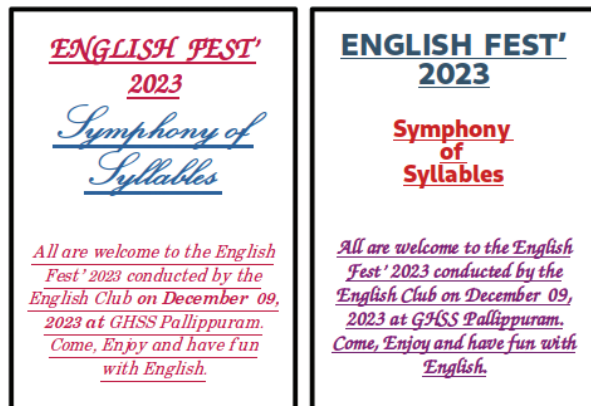 ENGLISH FEST'
2023
Symphony of
Syllables
All are welcome to the English
Fest' 2023 conducted by the
English Club on December 09,
2023 at GHSS Pallippuram.
Come, Enjoy and have fun
with English.
ENGLISH FEST'
2023
Symphony
of
Syllables
All are welcome to the English
Fest' 2023 conducted by the
English Club on December 09,
2023 at GHSS Pallippuram.
Come, Enjoy and have fun with
English.